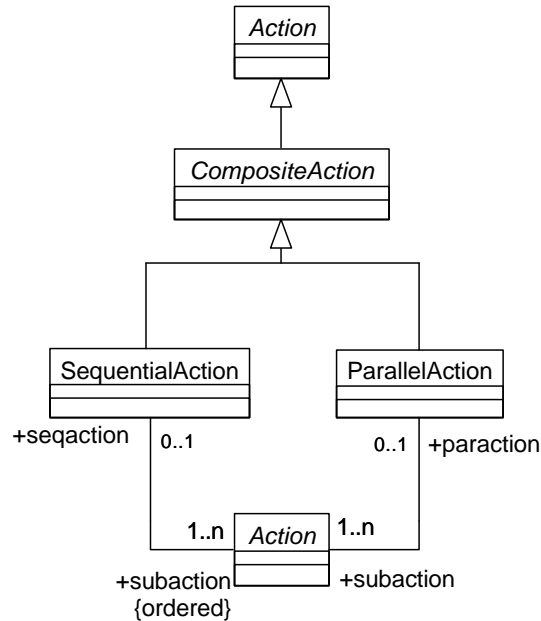 Action
CompositeAction
SequentialAction
ParallelAction
+seqaction
0..1
0..1
+paraction
1..n
Action
1..n
+subaction
{ordered}
+subaction